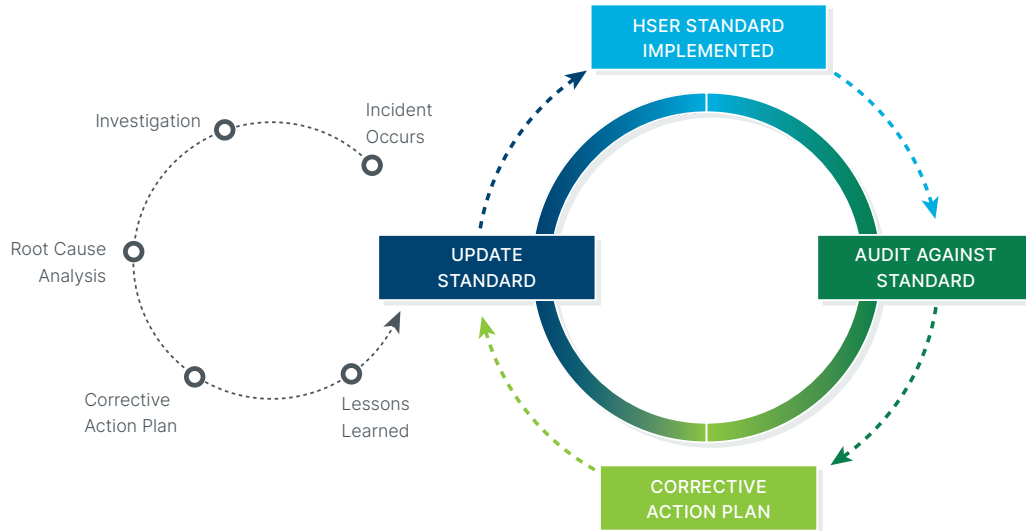 HSER STANDARD
IMPLEMENTED
Incident
Occurs
Investigation
Root Cause
Analysis
Corrective
Action Plan
Lessons
Learned
UPDATE
STANDARD
AUDIT AGAINST
STANDARD
CORRECTIVE
ACTION PLAN